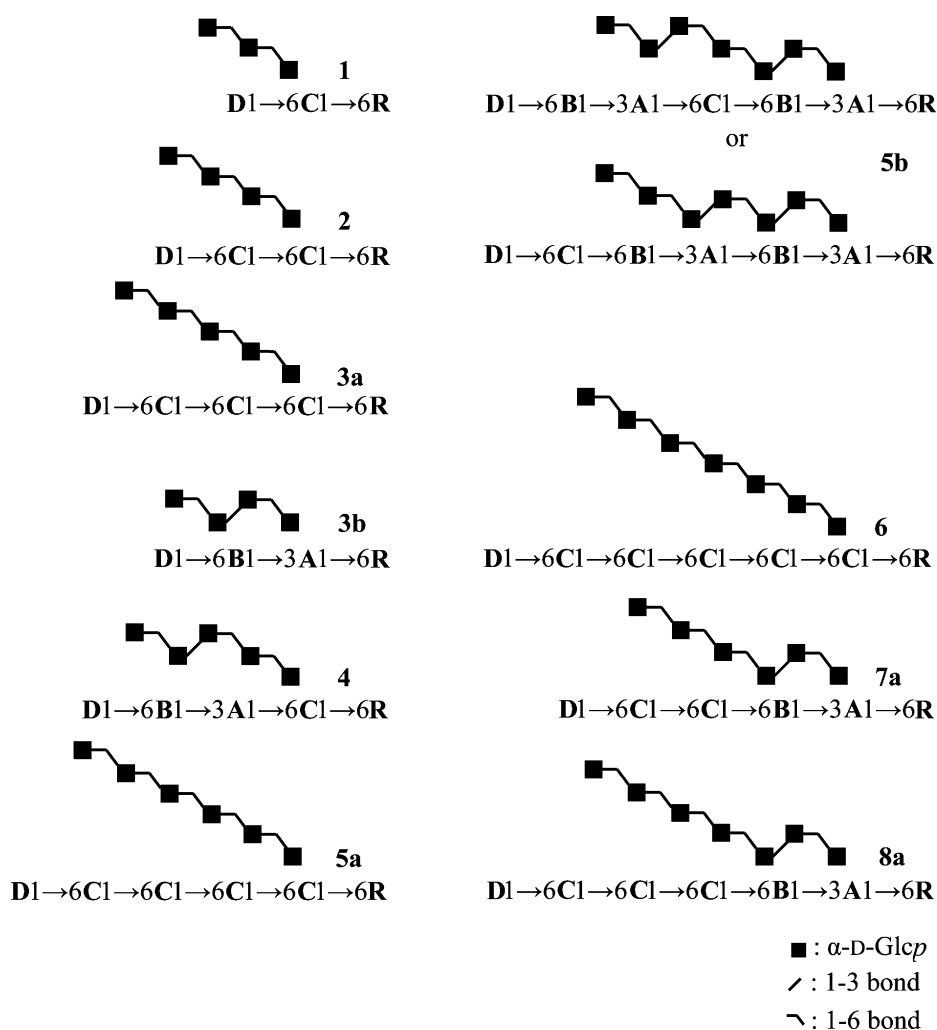 1
D1→6C1→6R
2
D1→6C1→6C1→6R
3a
D1→6C1→6C1→6C1→6R
3b
D1→6B1→3A1→6R
4
D1→6B1→3A1→6C1→6R
5a
D1→6C1→6C1→6C1→6C1→6R
D1→6B1→3A1→6C1→6B1→3A1→6R
or
5b
D1→6C1→6B1→3A1→6B1→3A1→6R
6
D1→6C1→6C1→6C1→6C1→6C1→6R
7a
D1→6C1→6C1→6B1→3A1→6R
8a
D1→6C1→6C1→6C1→6B1→3A1→6R
: α-D-Glcp
: 1-3 bond
: 1-6 bond